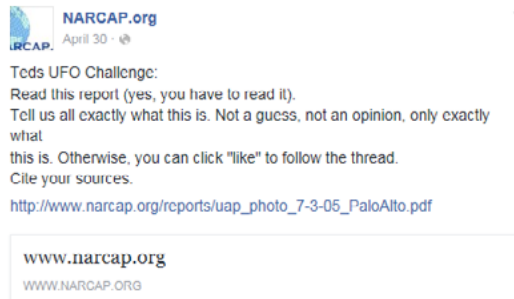 RCAP.
NARCAP.org
April 30 ·
Teds UFO Challenge:
Read this report (yes, you have to read it).
Tell us all exactly what this is. Not a guess, not an opinion, only exactly
what
this is. Otherwise, you can click "like" to follow the thread.
Cite your sources.
http://www.narcap.org/reports/uap_photo_7-3-05_PaloAlto.pdf
www.narcap.org
WWW.NARCAP.ORG